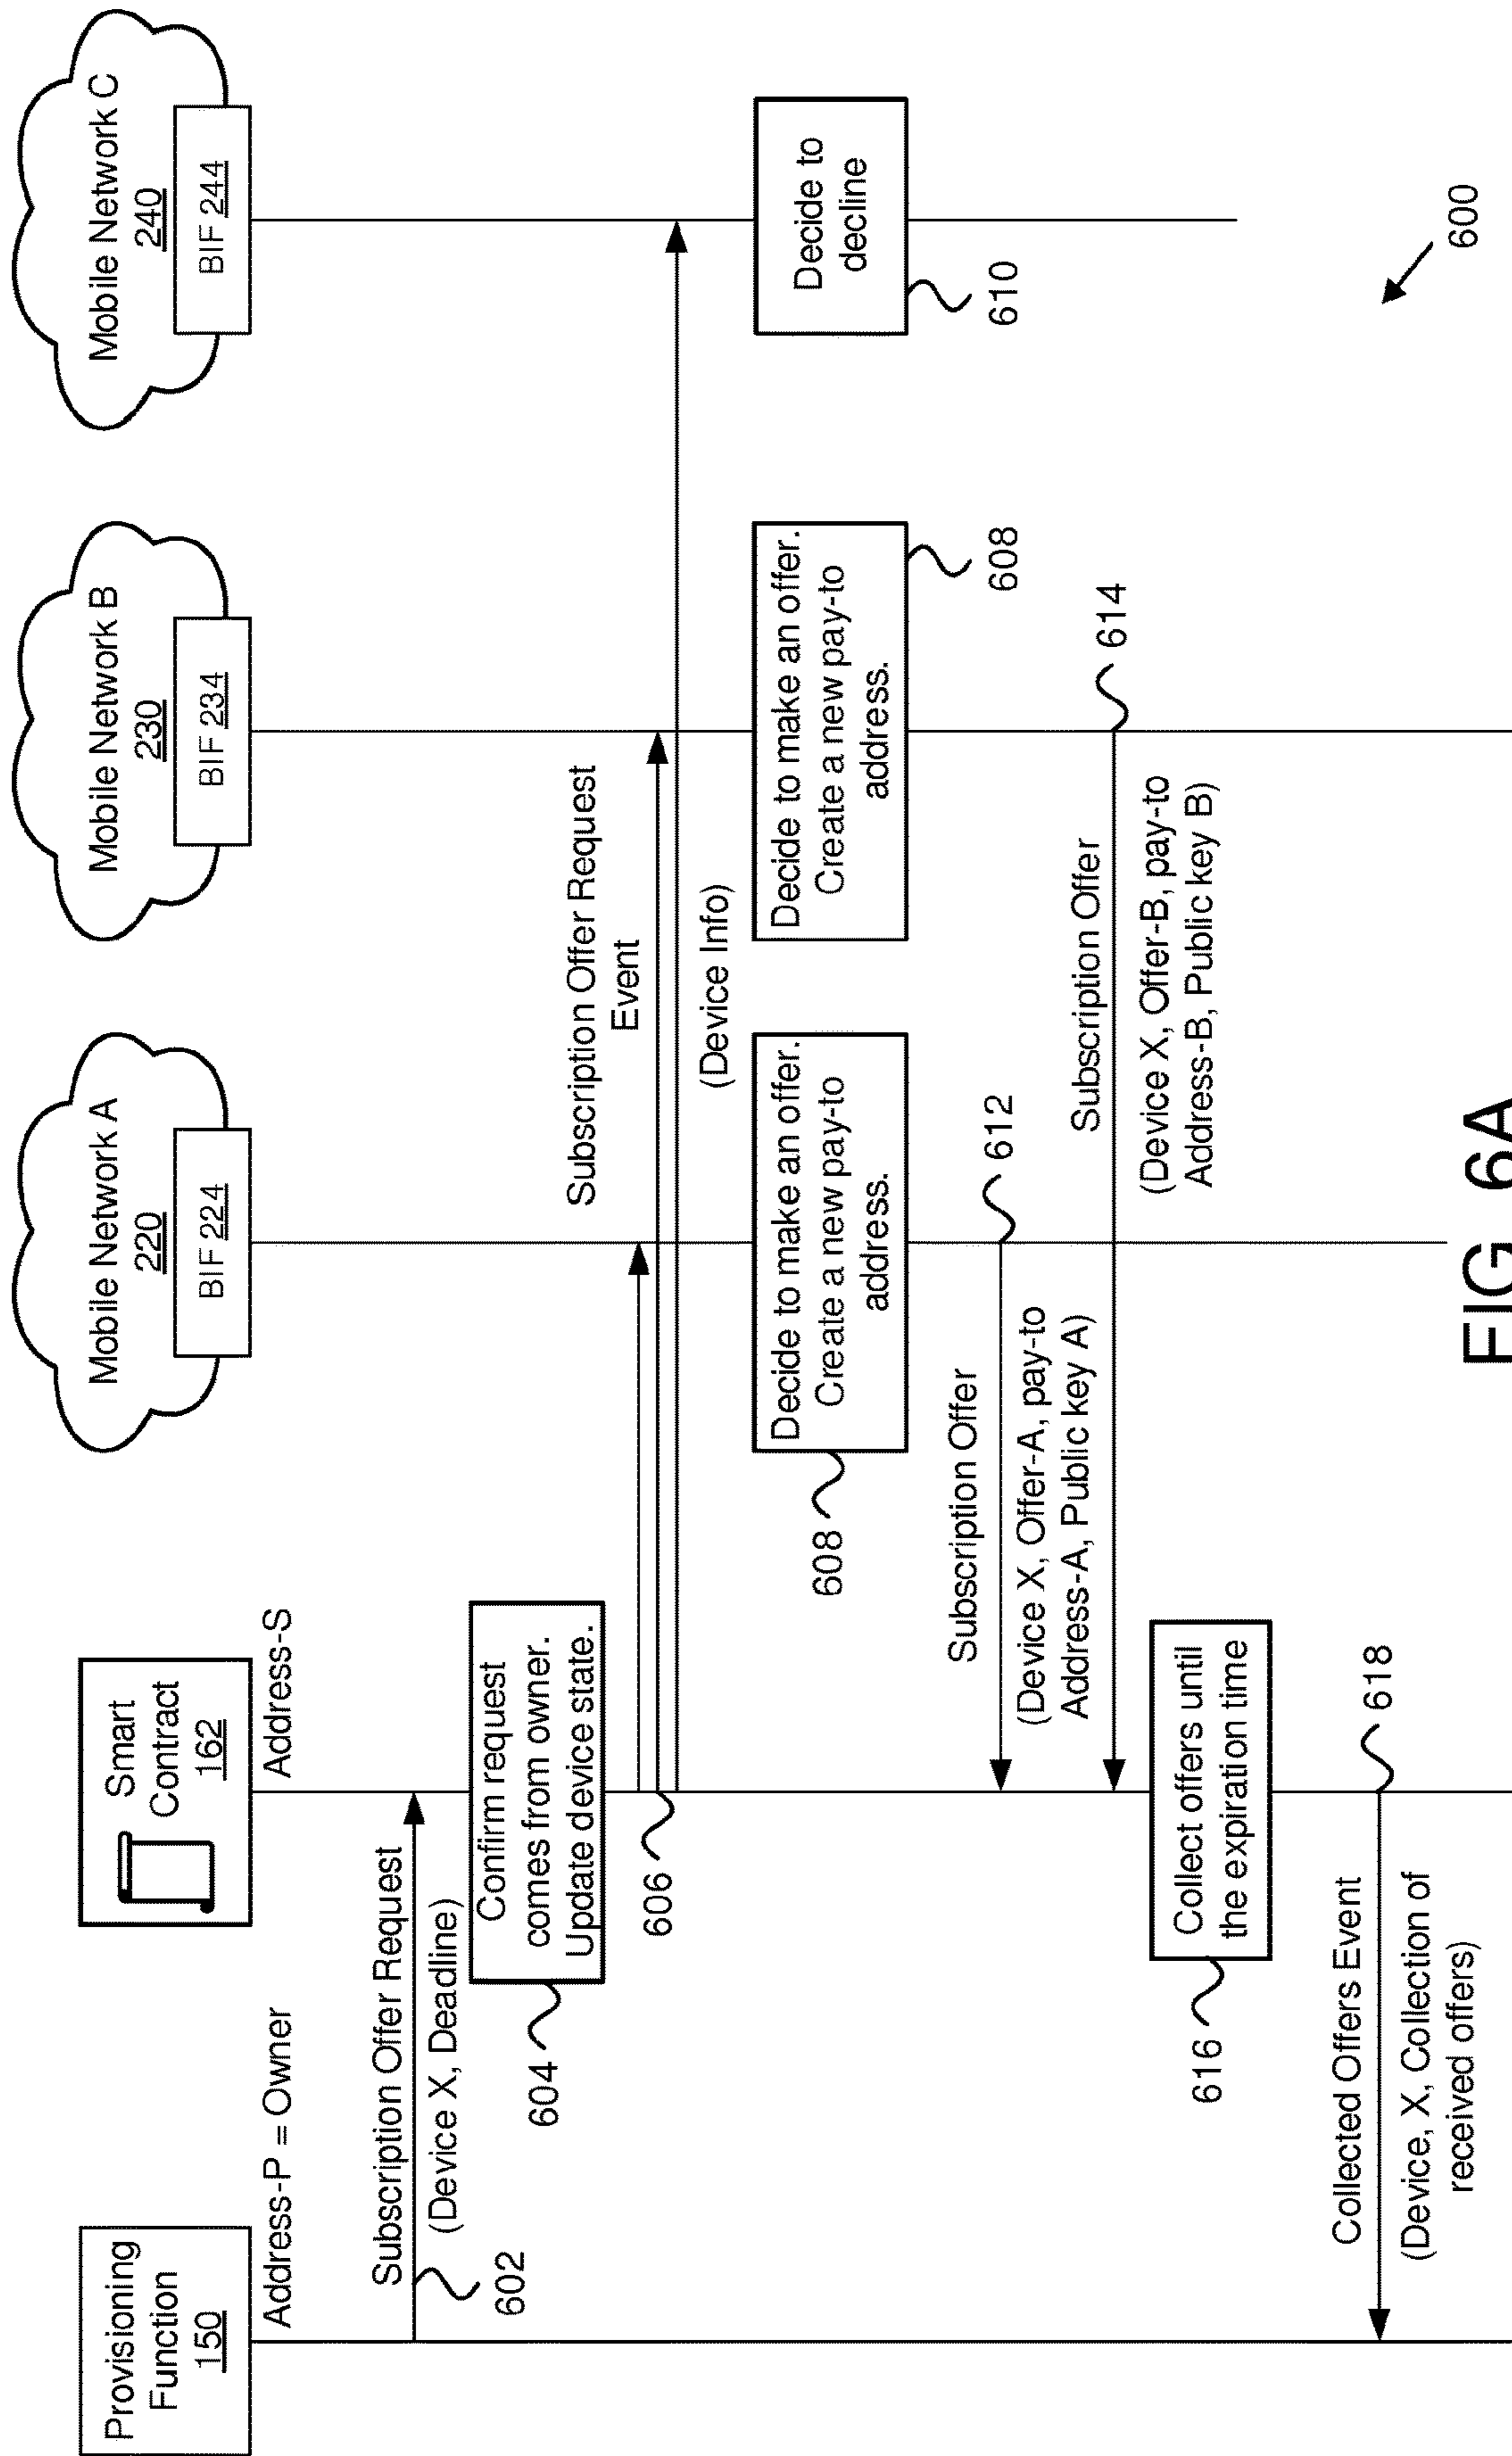 Provisioning
Function
150
Address-P = Owner
Smart
Contract
162
Address-S
Mobile Network A
220
BIF 224
Mobile Network B
230
BIF 234
Mobile Network C
240
BIF 244
Subscription Offer Request
(Device X, Deadline)
602
Confirm request
comes from owner.
Update device state.
604
606
Subscription Offer Request
Event
(Device Info)
Decide to make an offer.
Create a new pay-to
address.
608
Decide to make an offer.
Create a new pay-to
address.
608
Decide to
decline
610
Subscription Offer
612
(Device X, Offer-A, pay-to
Address-A, Public key A)
Subscription Offer
614
(Device X, Offer-B, pay-to
Address-B, Public key B)
Collect offers until
the expiration time
616
Collected Offers Event
618
(Device, X, Collection of
received offers)
600
FIG. 6A